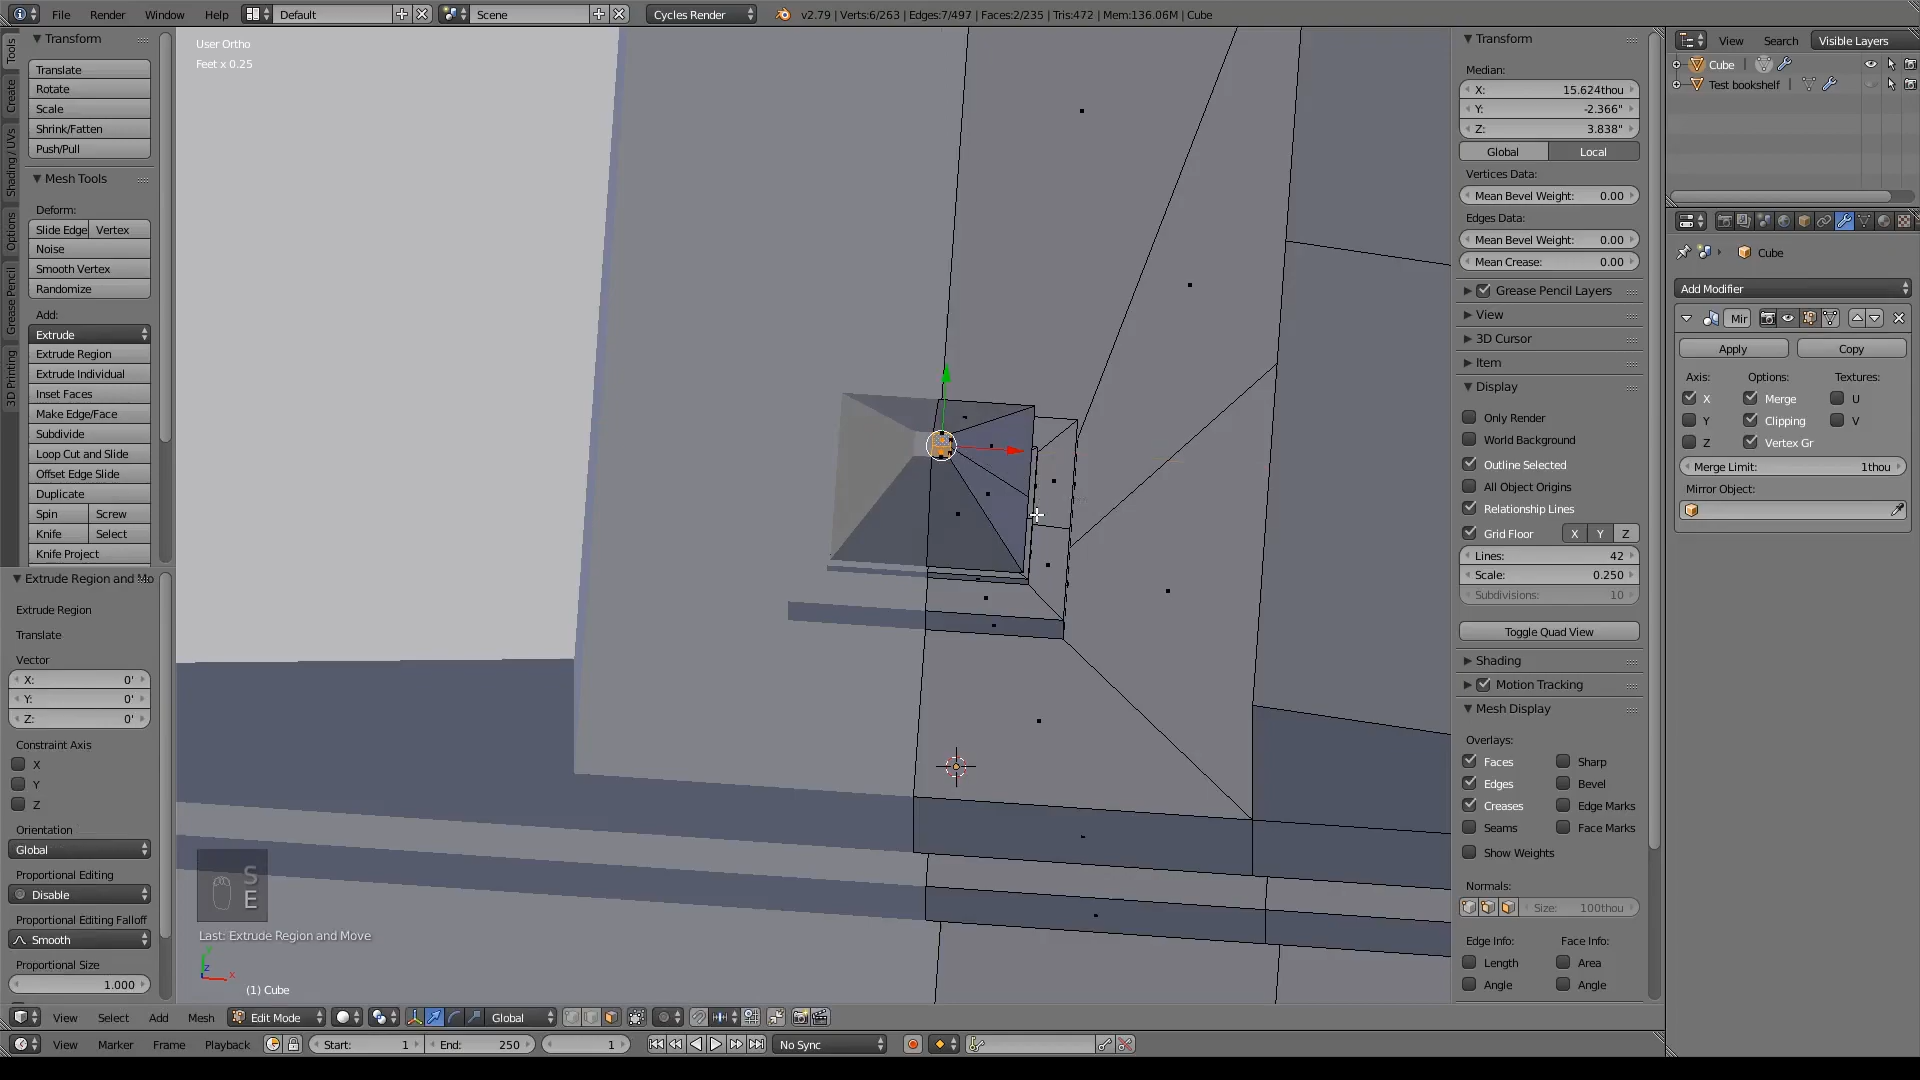 File Render Window Help Default Scene Cycles Render v2.79 | Verts:6/263 | Edges:7/497 | Faces:2/235 | Tris:472 | Mem:136.06M | Cube
Tools
Create
Shading / UVs
Options
Grease Pencil
3D Printing
Transform
Translate
Rotate
Scale
Shrink/Fatten
Push/Pull
Mesh Tools
Deform:
Slide Edge Vertex
Noise
Smooth Vertex
Randomize
Add:
Extrude
Extrude Region
Extrude Individual
Inset Faces
Make Edge/Face
Subdivide
Loop Cut and Slide
Offset Edge Slide
Duplicate
Spin Screw
Knife Select
Knife Project
Extrude Region and Mo
Extrude Region
Translate
Vector
X: 0'
Y: 0'
Z: 0'
Constraint Axis
X
Y
Z
Orientation
Global
Proportional Editing
Disable
Proportional Editing Falloff
Smooth
Proportional Size
1.000
User Ortho
Feet x 0.25
S
E
Last: Extrude Region and Move
y
z
x
(1) Cube
View Select Add Mesh Edit Mode Global
View Marker Frame Playback Start: 1 End: 250 1 No Sync
Transform
Median:
X: 15.624thou
Y: -2.366"
Z: 3.838"
Global Local
Vertices Data:
Mean Bevel Weight: 0.00
Edges Data:
Mean Bevel Weight: 0.00
Mean Crease: 0.00
Grease Pencil Layers
View
3D Cursor
Item
Display
Only Render
World Background
Outline Selected
All Object Origins
Relationship Lines
Grid Floor X Y Z
Lines: 42
Scale: 0.250
Subdivisions: 10
Toggle Quad View
Shading
Motion Tracking
Mesh Display
Overlays:
Faces Sharp
Edges Bevel
Creases Edge Marks
Seams Face Marks
Show Weights
Normals:
Size: 100thou
Edge Info: Face Info:
Length Area
Angle Angle
View Search Visible Layers
Cube
Test bookshelf
Cube
Add Modifier
Mir
Apply Copy
Axis: Options: Textures:
X Merge U
Y Clipping V
Z Vertex Gr
Merge Limit: 1thou
Mirror Object: